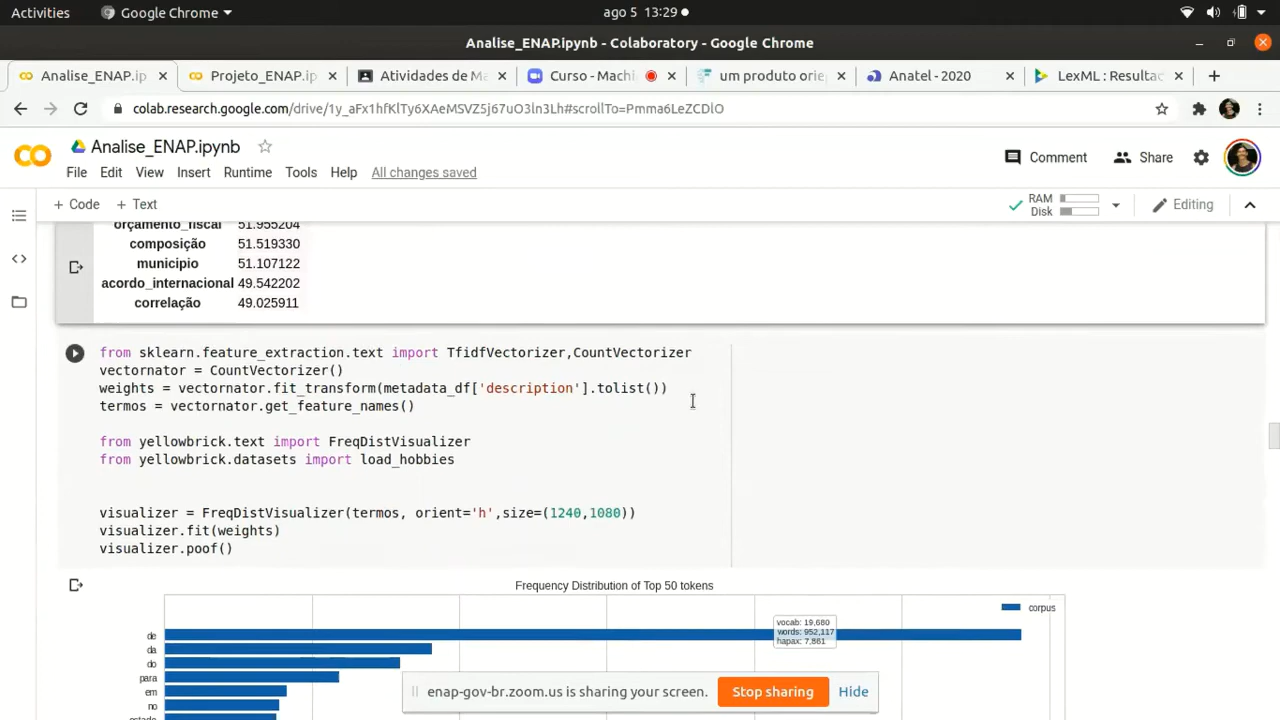 Activities
Google Chrome
ago 5 13:29
Analise_ENAP.ipynb - Colaboratory - Google Chrome
Analise_ENAP.ip
Projeto_ENAP.ip
Atividades de M
Curso - Machi
um produto orie
Anatel - 2020
LexML : Resultac
colab.research.google.com/drive/1y_aFx1hfKlTy6XAeMSVZ5j67uO3ln3Lh#scrollTo=Pmma6LeZCDlO
Analise_ENAP.ipynb
Comment
Share
File Edit View Insert Runtime Tools Help All changes saved
+ Code + Text
RAM
Disk
Editing
orçamento_fiscal 51.955204
composição 51.519330
municipio 51.107122
acordo_internacional 49.542202
correlação 49.025911
from sklearn.feature_extraction.text import TfidfVectorizer,CountVectorizer
vectornator = CountVectorizer()
weights = vectornator.fit_transform(metadata_df['description'].tolist())
termos = vectornator.get_feature_names()
from yellowbrick.text import FreqDistVisualizer
from yellowbrick.datasets import load_hobbies
visualizer = FreqDistVisualizer(termos, orient='h',size=(1240,1080))
visualizer.fit(weights)
visualizer.poof()
Frequency Distribution of Top 50 tokens
corpus
vocab: 19,680
words: 952,117
hapax: 7,861
de
da
do
para
em
no
estado
enap-gov-br.zoom.us is sharing your screen.
Stop sharing
Hide